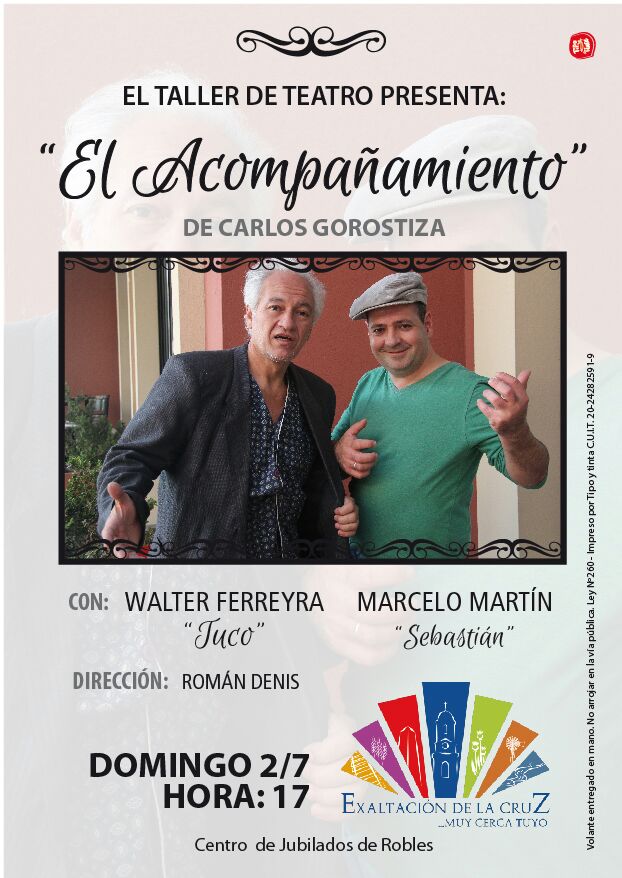 EL TALLER DE TEATRO PRESENTA:
“El Acompañamiento”
DE CARLOS GOROSTIZA
CON: WALTER FERREYRA MARCELO MARTÍN
“Tuco” “Sebastián”
DIRECCIÓN: ROMÁN DENIS
DOMINGO 2/7
HORA: 17
EXALTACIÓN DE LA CRUZ
...MUY CERCA TUYO
Centro de Jubilados de Robles
Volante entregado en mano. No arrojar en la vía pública. Ley Nº260 - Impreso por Tipo y tinta C.U.I.T. 20-24282591-9